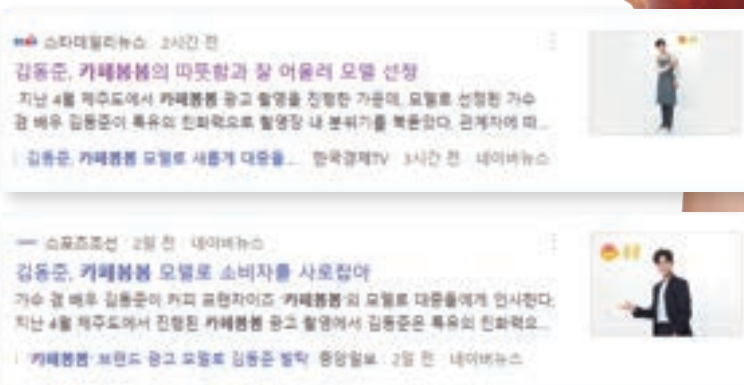 스타데일리뉴스 2시간 전
김동준, 카페봄봄의 따뜻함과 잘 어울려 모델 선정
지난 4월 제주도에서 카페봄봄 광고 촬영을 진행한 가운데, 모델로 선정된 가수
겸 배우 김동준이 특유의 친화력으로 촬영장 내 분위기를 북돋았다. 관계자에 따...
김동준, 카페봄봄 모델로 새롭게 대중을... 한국경제TV 3시간 전 네이버뉴스
스포츠조선 2일 전 네이버뉴스
김동준, 카페봄봄 모델로 소비자를 사로잡아
가수 겸 배우 김동준이 커피 프랜차이즈 '카페봄봄'의 모델로 대중들에게 인사한다.
지난 4월 제주도에서 진행된 카페봄봄 광고 촬영에서 김동준은 특유의 친화력으...
'카페봄봄' 브랜드 광고 모델로 김동준 발탁 중앙일보 2일 전 네이버뉴스